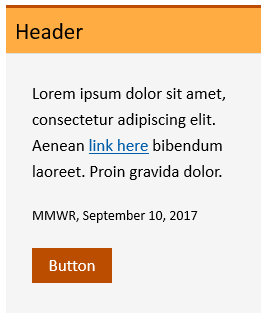 Header
Lorem ipsum dolor sit amet,
consectetur adipiscing elit.
Aenean link here bibendum
laoreet. Proin gravida dolor.
MMWR, September 10, 2017
Button